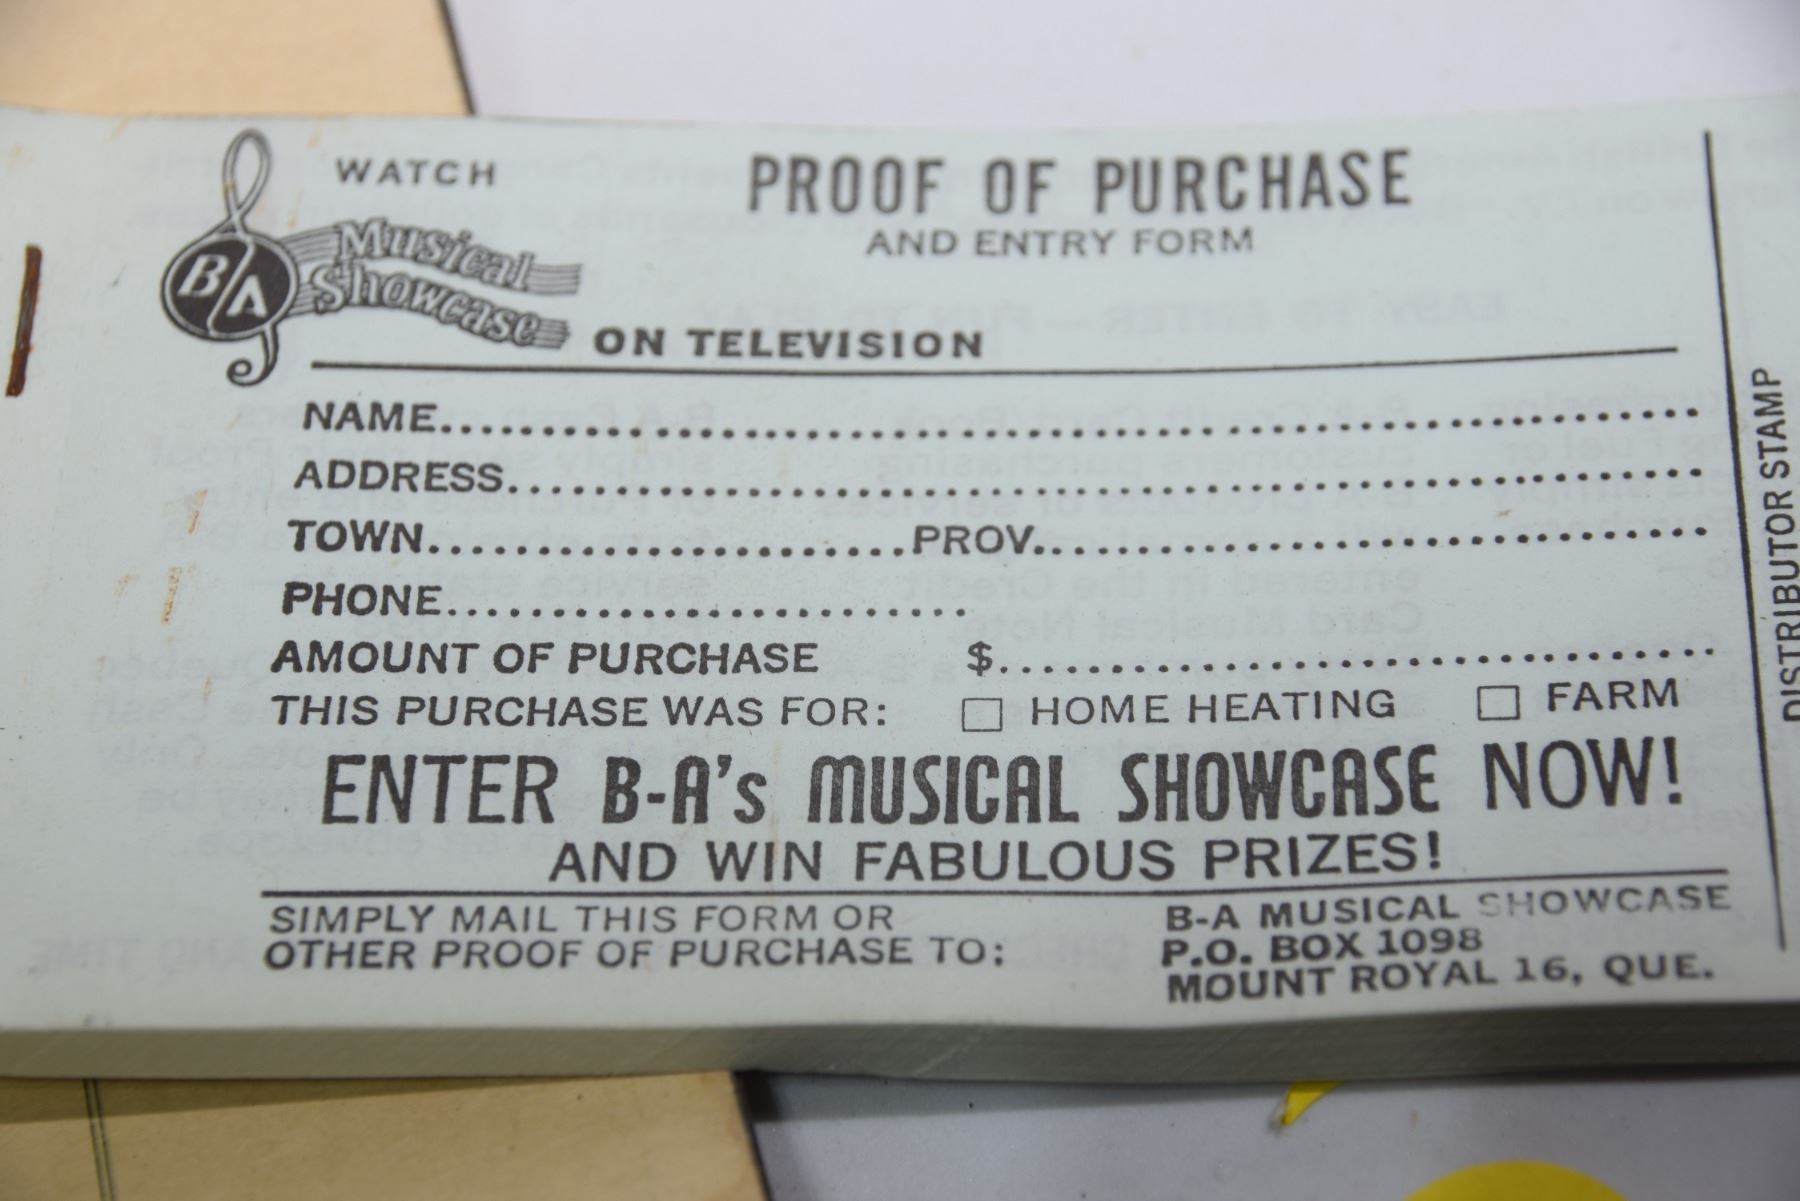 WATCH
B/A Musical Showcase
ON TELEVISION
PROOF OF PURCHASE
AND ENTRY FORM
NAME
ADDRESS
TOWN PROV.
PHONE
AMOUNT OF PURCHASE $
THIS PURCHASE WAS FOR: □ HOME HEATING □ FARM
ENTER B-A's MUSICAL SHOWCASE NOW!
AND WIN FABULOUS PRIZES!
SIMPLY MAIL THIS FORM OR
OTHER PROOF OF PURCHASE TO:
B-A MUSICAL SHOWCASE
P.O. BOX 1098
MOUNT ROYAL 16, QUE.
DISTRIBUTOR STAMP